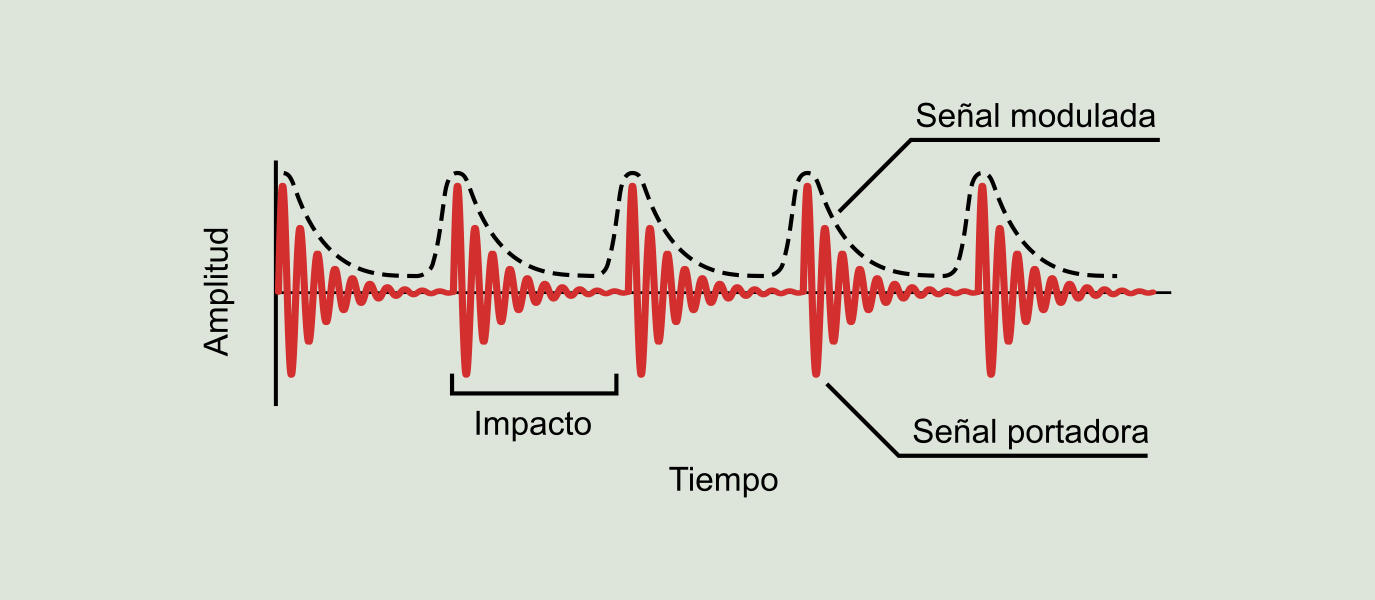 Señal modulada
Amplitud
Impacto
Señal portadora
Tiempo